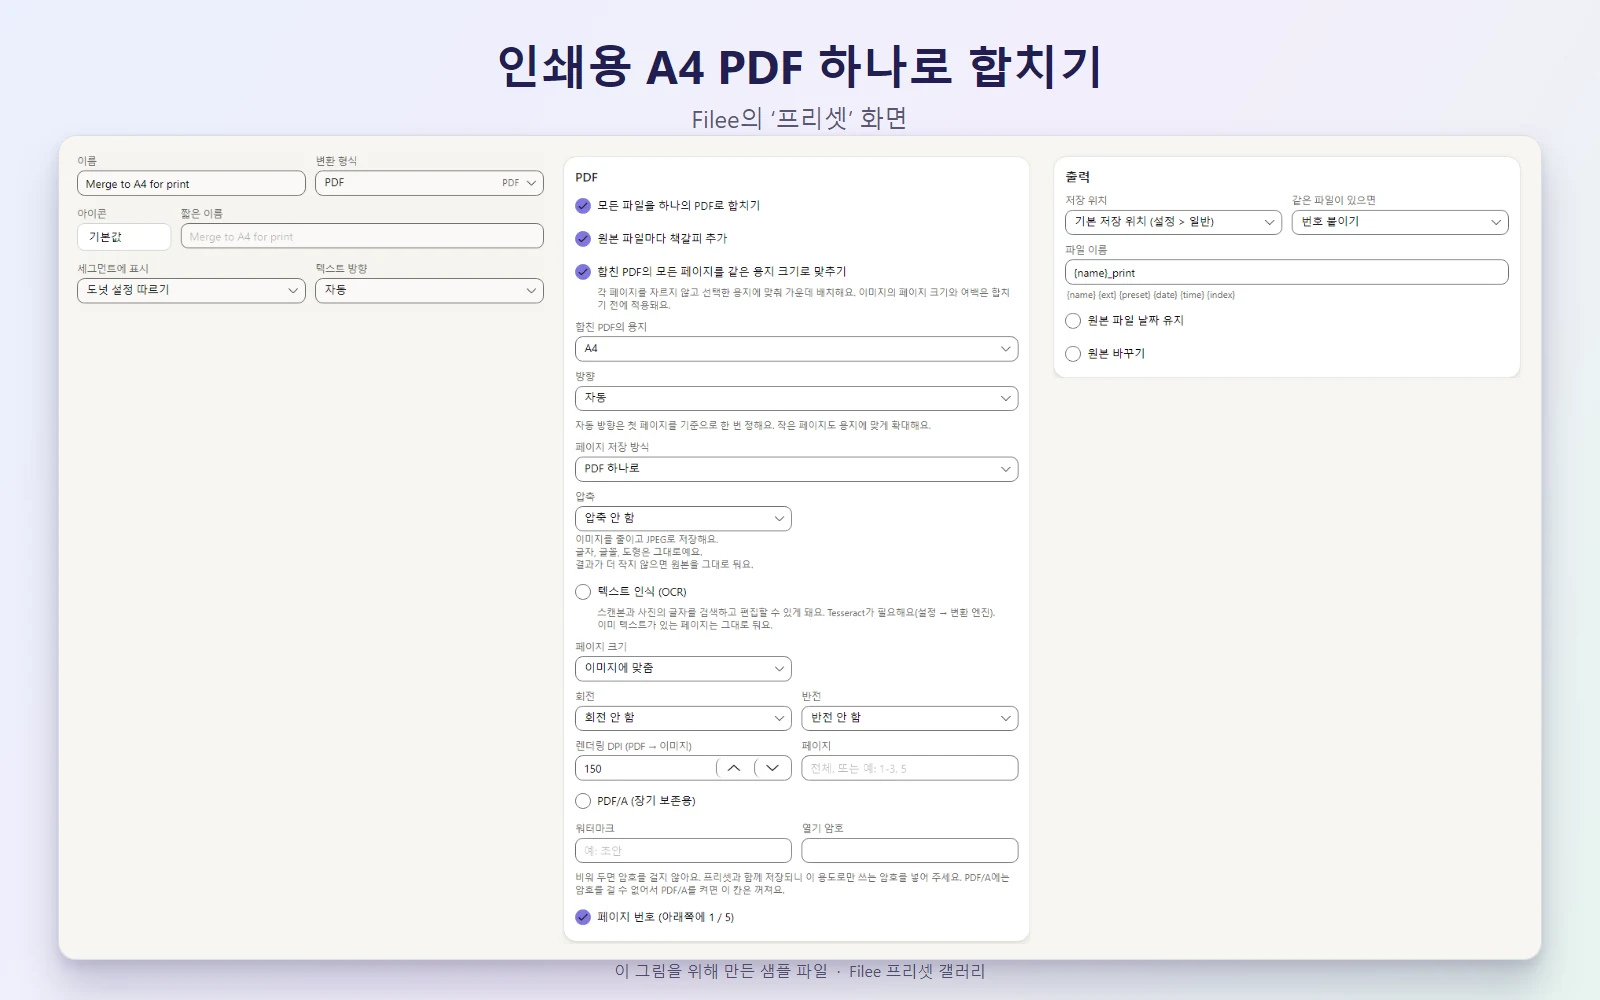 인쇄용 A4 PDF 하나로 합치기
Filee의 ‘프리셋’ 화면
이름
변환 형식
Merge to A4 for print
PDF
PDF
아이콘
짧은 이름
기본값
Merge to A4 for print
세그먼트에 표시
텍스트 방향
도넛 설정 따르기
자동
PDF
모든 파일을 하나의 PDF로 합치기
원본 파일마다 책갈피 추가
합친 PDF의 모든 페이지를 같은 용지 크기로 맞추기
각 페이지를 자르지 않고 선택한 용지에 맞춰 가운데 배치해요. 이미지의 페이지 크기와 여백은 합치
기 전에 적용돼요.
합친 PDF의 용지
A4
방향
자동
자동 방향은 첫 페이지를 기준으로 한 번 정해요. 작은 페이지도 용지에 맞게 확대해요.
페이지 저장 방식
PDF 하나로
압축
압축 안 함
이미지를 줄이고 JPEG로 저장해요.
글자, 글꼴, 도형은 그대로예요.
결과가 더 작지 않으면 원본을 그대로 둬요.
텍스트 인식 (OCR)
스캔본과 사진의 글자를 검색하고 편집할 수 있게 돼요. Tesseract가 필요해요(설정 → 변환 엔진).
이미 텍스트가 있는 페이지는 그대로 둬요.
페이지 크기
이미지에 맞춤
회전
반전
회전 안 함
반전 안 함
렌더링 DPI (PDF → 이미지)
페이지
150
전체, 또는 예: 1-3, 5
PDF/A (장기 보존용)
워터마크
열기 암호
예: 초안
비워 두면 암호를 걸지 않아요. 프리셋과 함께 저장되니 이 용도로만 쓰는 암호를 넣어 주세요. PDF/A에는
암호를 걸 수 없어서 PDF/A를 켜면 이 칸은 꺼져요.
페이지 번호 (아래쪽에 1 / 5)
출력
저장 위치
같은 파일이 있으면
기본 저장 위치 (설정 > 일반)
번호 붙이기
파일 이름
{name}_print
{name} {ext} {preset} {date} {time} {index}
원본 파일 날짜 유지
원본 바꾸기
이 그림을 위해 만든 샘플 파일 · Filee 프리셋 갤러리